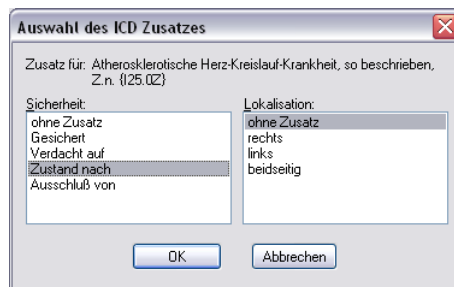 Auswahl des ICD Zusatzes
Zusatz für: Atherosklerotische Herz-Kreislauf-Krankheit, so beschrieben,
Z.n. {I25.0Z}
Sicherheit:
ohne Zusatz
Gesichert
Verdacht auf
Zustand nach
Ausschluß von
Lokalisation:
ohne Zusatz
rechts
links
beidseitig
OK
Abbrechen